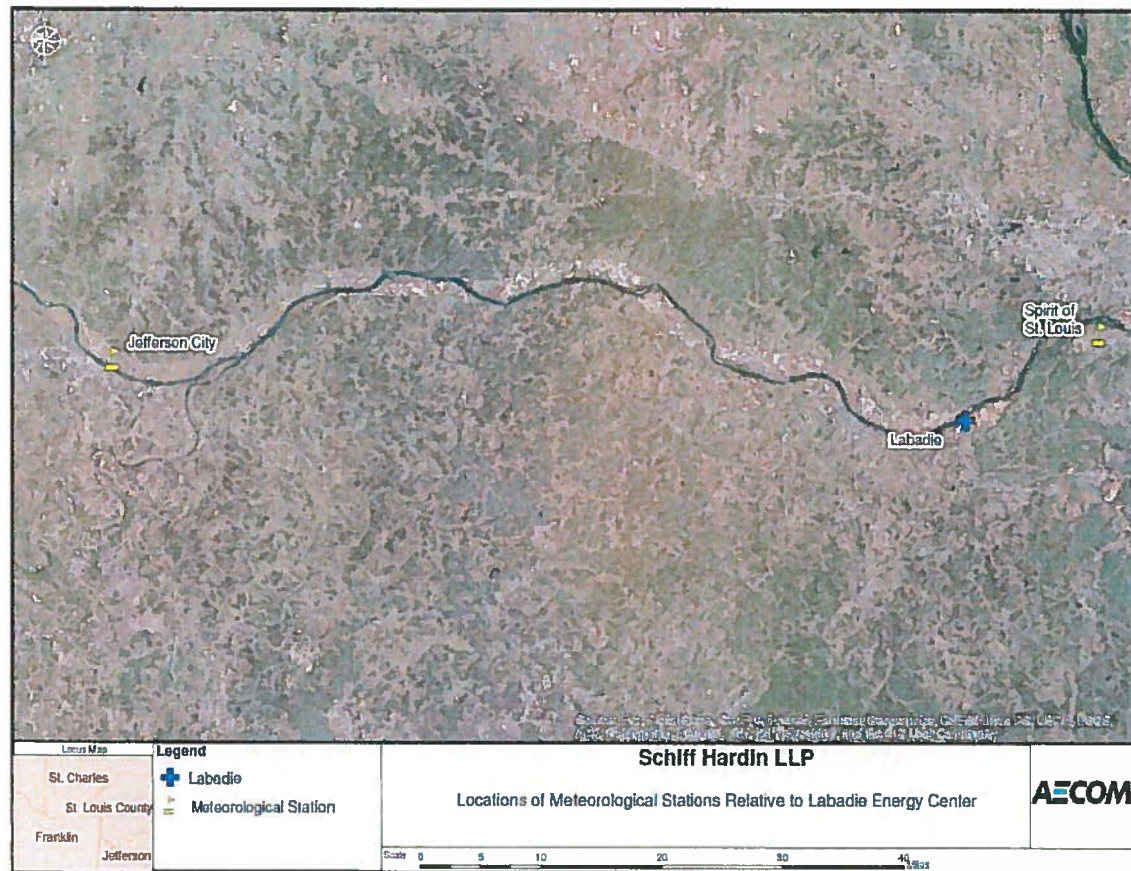 Jefferson City
Spirit of
St. Louis
Labadie
Locus Map
St. Charles
St. Louis County
Franklin
Jefferson
Legend
Labadie
Meteorological Station
Schiff Hardin LLP
Locations of Meteorological Stations Relative to Labadie Energy Center
AECOM
Scale 0 5 10 20 30 40
Miles